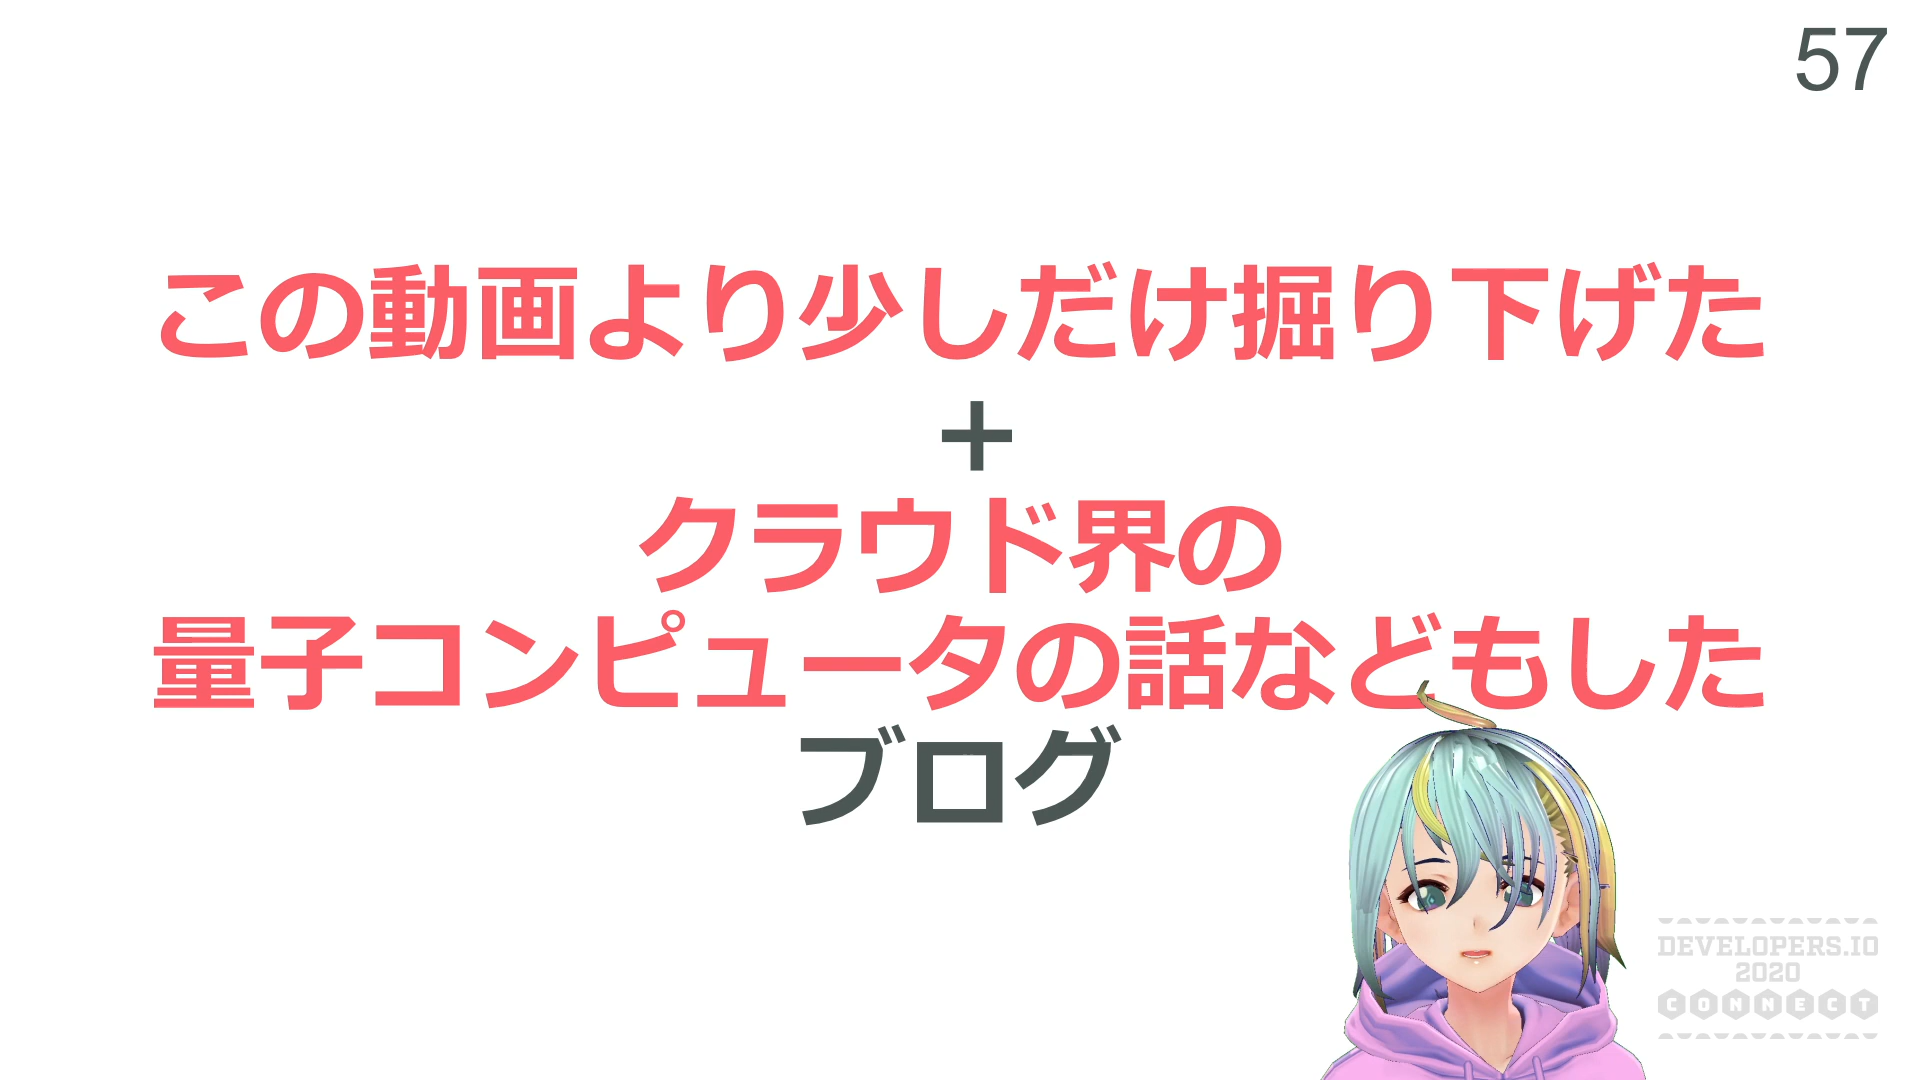 57
この動画より少しだけ掘り下げた
+
クラウド界の
量子コンピュータの話などもした
ブログ
DEVELOPERS.IO
2020
CONNECT